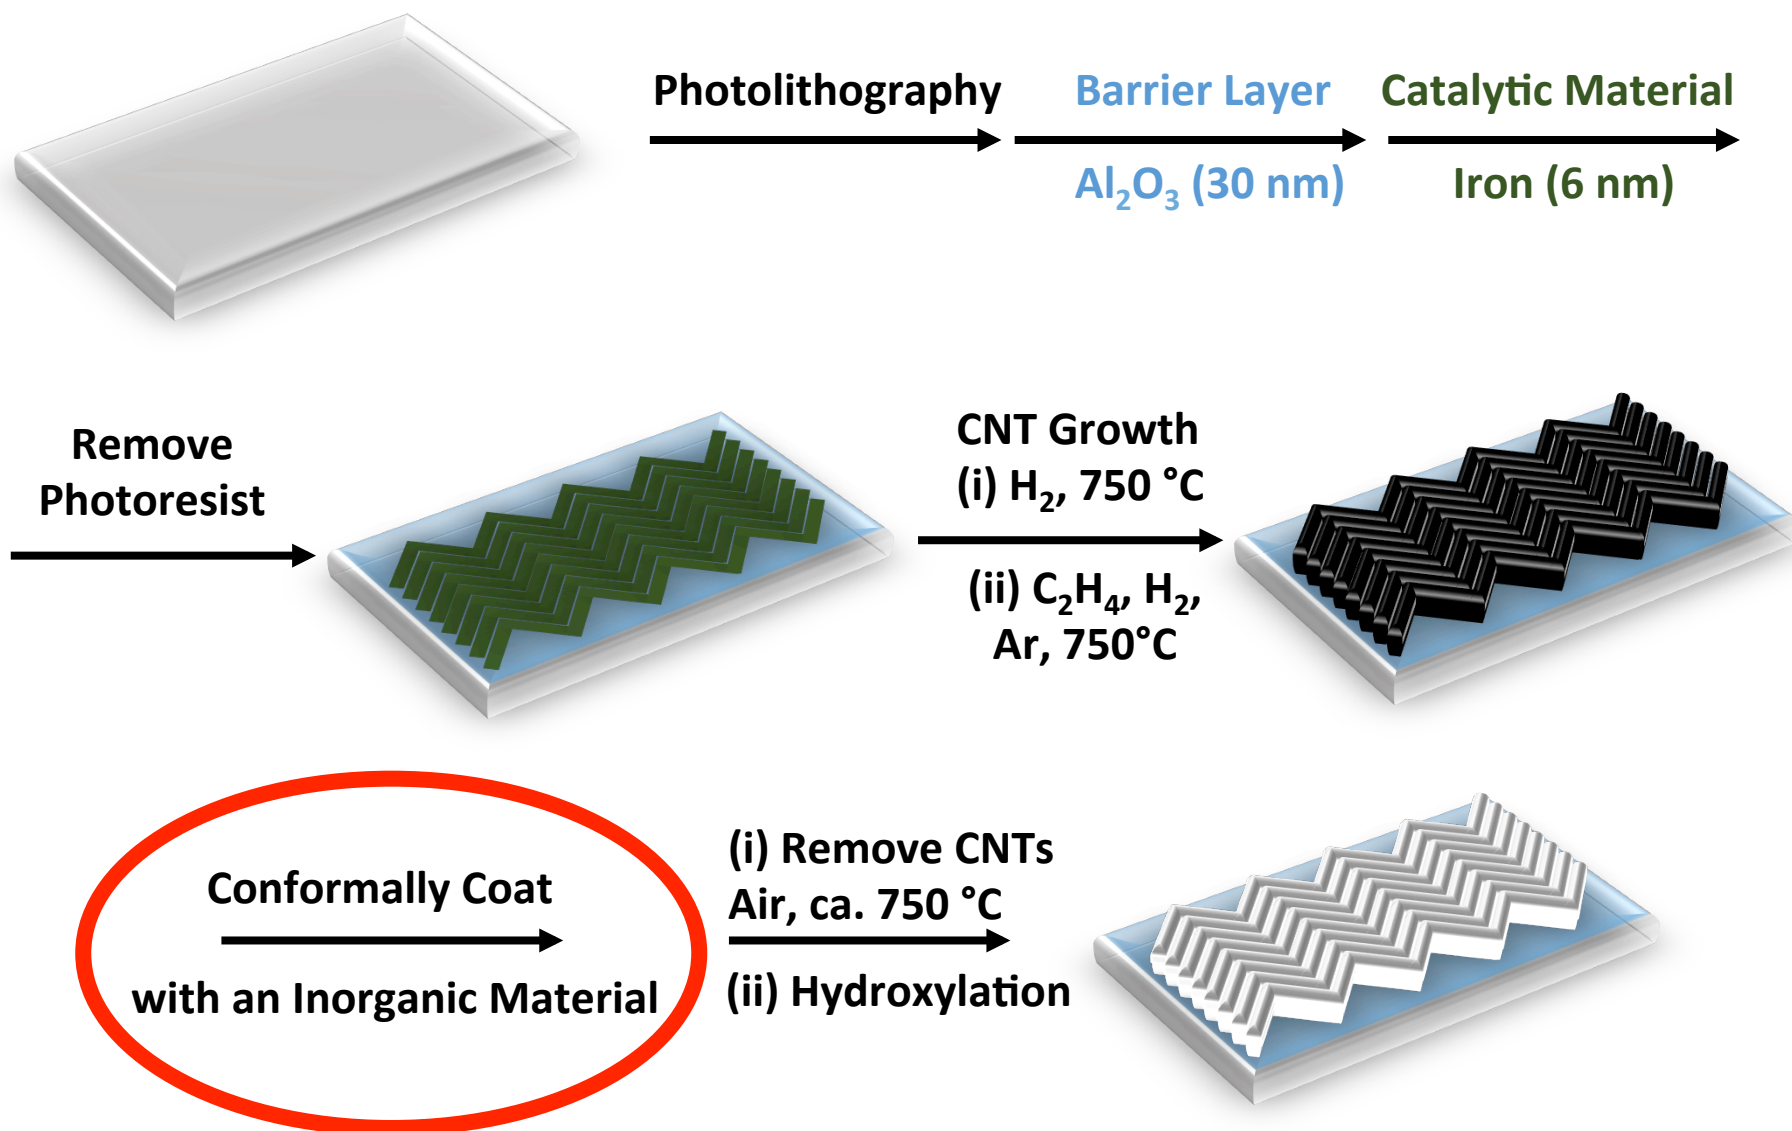 Photolithography
Barrier Layer
Al₂O₃ (30 nm)
Catalytic Material
Iron (6 nm)
Remove
Photoresist
CNT Growth
(i) H₂, 750 °C
(ii) C₂H₄, H₂,
Ar, 750°C
Conformally Coat
with an Inorganic Material
(i) Remove CNTs
Air, ca. 750 °C
(ii) Hydroxylation